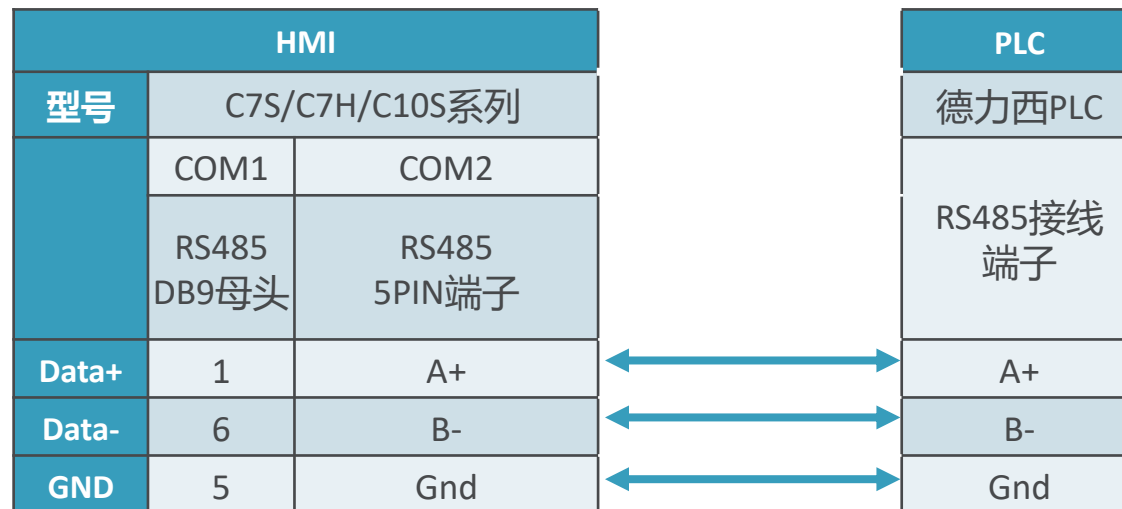 HMI
PLC
型号
C7S/C7H/C10S系列
德力西PLC
COM1
COM2
RS485
DB9母头
RS485
5PIN端子
RS485接线
端子
Data+
1
A+
A+
Data-
6
B-
B-
GND
5
Gnd
Gnd